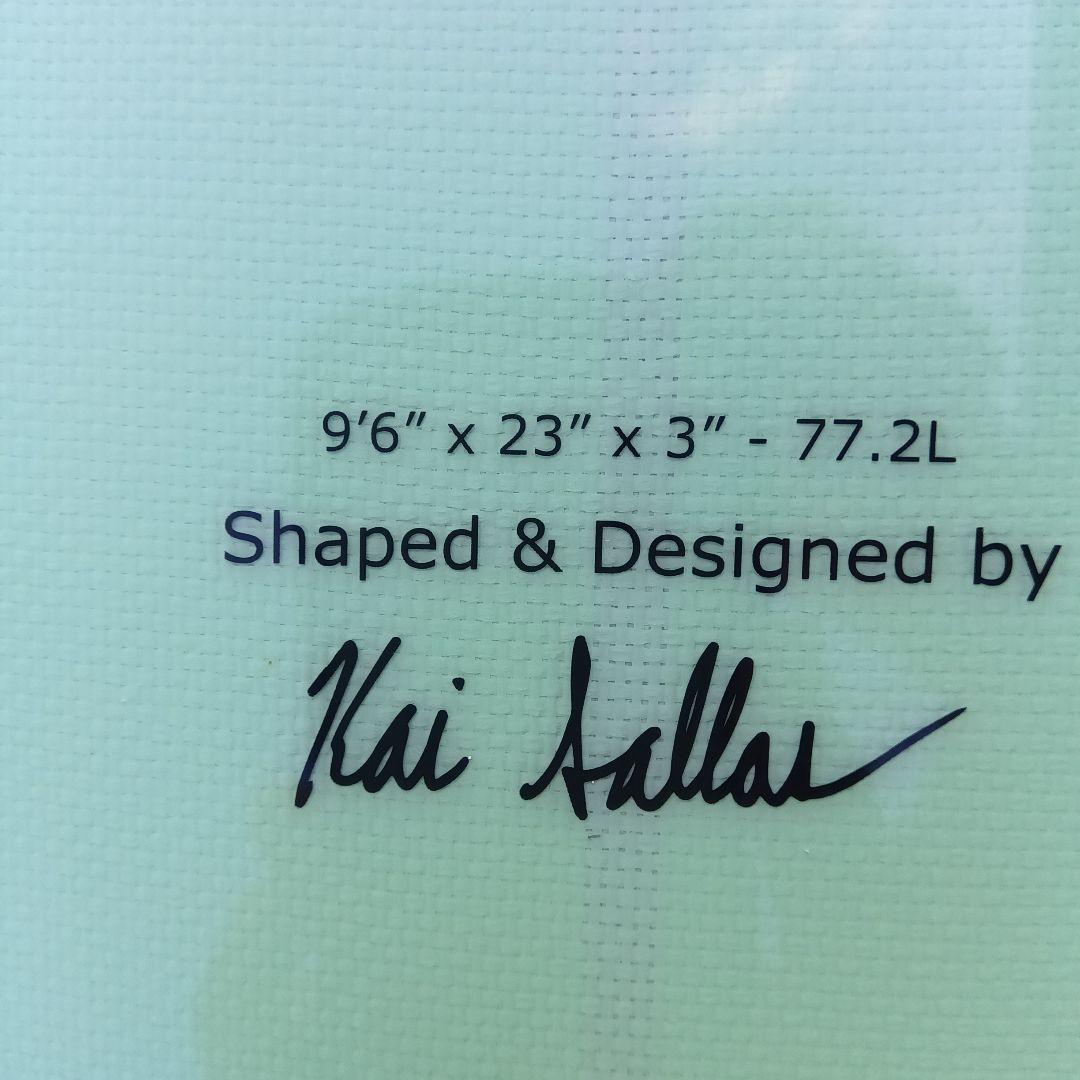 9'6" x 23" x 3" - 77.2L
Shaped & Designed by
Kai Sallas